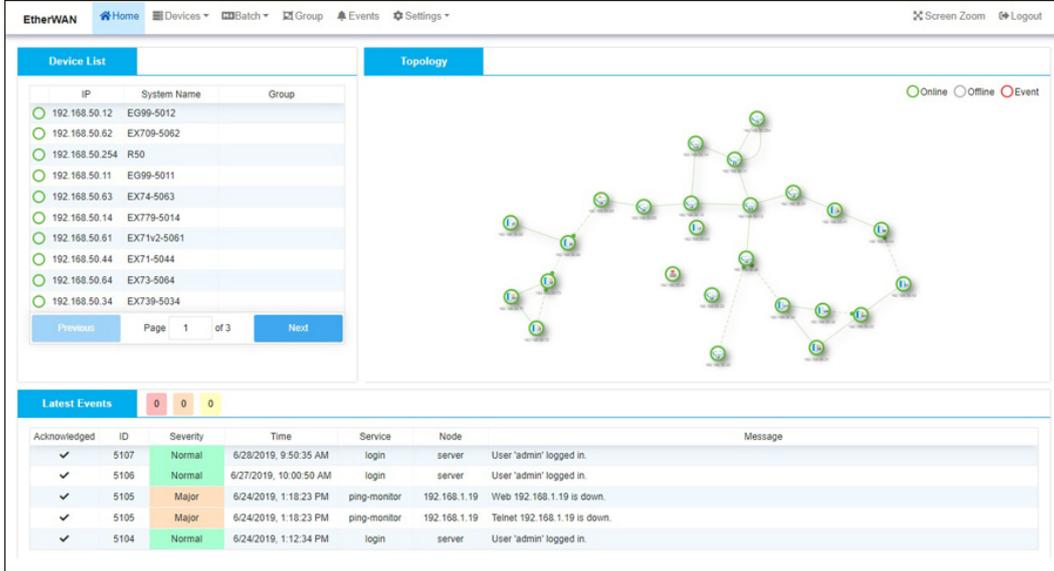 EtherWAN Home Devices Batch Group Events Settings Screen Zoom Logout
Device List
IP System Name Group
192.168.50.12 EG99-5012
192.168.50.62 EX709-5062
192.168.50.254 R50
192.168.50.11 EG99-5011
192.168.50.63 EX74-5063
192.168.50.14 EX779-5014
192.168.50.61 EX71v2-5061
192.168.50.44 EX71-5044
192.168.50.64 EX73-5064
192.168.50.34 EX739-5034
Previous Page 1 of 3 Next
Topology
Online Offline Event
Latest Events 0 0 0
Acknowledged ID Severity Time Service Node Message
5107 Normal 6/28/2019, 9:50:35 AM login server User 'admin' logged in.
5106 Normal 6/27/2019, 10:00:50 AM login server User 'admin' logged in.
5105 Major 6/24/2019, 1:18:23 PM ping-monitor 192.168.1.19 Web 192.168.1.19 is down.
5105 Major 6/24/2019, 1:18:23 PM ping-monitor 192.168.1.19 Telnet 192.168.1.19 is down.
5104 Normal 6/24/2019, 1:12:34 PM login server User 'admin' logged in.